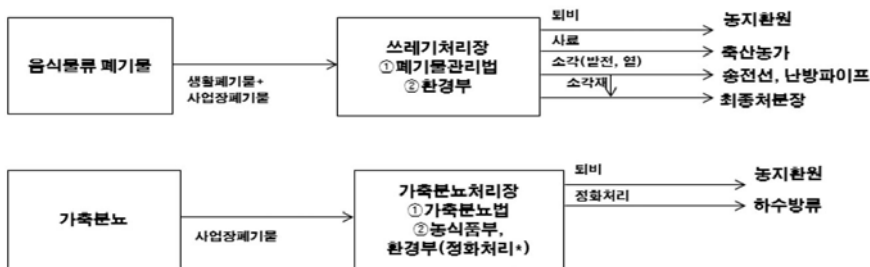 음식물류 폐기물
생활폐기물+
사업장폐기물
쓰레기처리장
①폐기물관리법
②환경부
퇴비
농지환원
사료
축산농가
소각(발전, 열)
송전선, 난방파이프
소각재
최종처분장
가축분뇨
사업장폐기물
가축분뇨처리장
①가축분뇨법
②농식품부,
환경부(정화처리*)
퇴비
농지환원
정화처리
하수방류